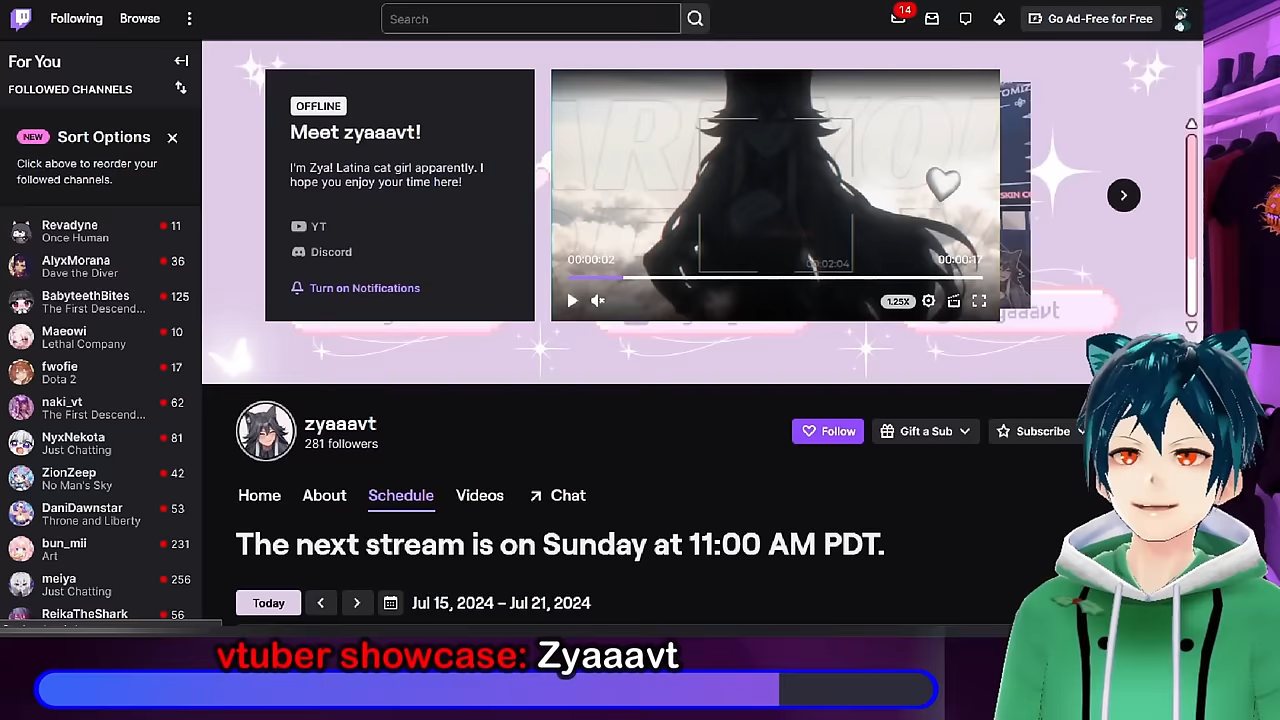 Following Browse
Search
14
Go Ad-Free for Free
For You
FOLLOWED CHANNELS
NEW Sort Options
Click above to reorder your
followed channels.
Revadyne 11
Once Human
AlyxMorana 36
Dave the Diver
BabyteethBites 125
The First Descend...
Maeowi 10
Lethal Company
fwofie 17
Dota 2
naki_vt 62
The First Descend...
NyxNekota 81
Just Chatting
ZionZeep 42
No Man's Sky
DaniDawnstar 53
Throne and Liberty
bun_mii 231
Art
meiya 256
Just Chatting
ReikaTheShark 56
OFFLINE
Meet zyaaavt!
I'm Zya! Latina cat girl apparently. I
hope you enjoy your time here!
YT
Discord
Turn on Notifications
00:00:02
00:02:04
00:00:17
1.25X
zyaaavt
281 followers
Follow
Gift a Sub
Subscribe
Home About Schedule Videos Chat
The next stream is on Sunday at 11:00 AM PDT.
Today
Jul 15, 2024 – Jul 21, 2024
vtuber showcase: Zyaaavt